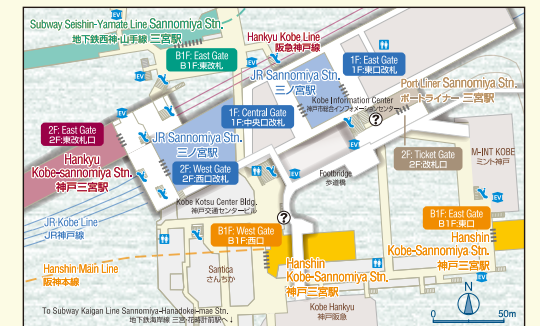 Subway Seishin-Yamate Line Sannomiya Stn.
地下鉄西神・山手線 三宮駅
EV
Hankyu Kobe Line
阪急神戸線
B1F: East Gate
B1F:東改札
1F: East Gate
1F:東口改札
JR Sannomiya Stn.
三ノ宮駅
Port Liner Sannomiya Stn.
ポートライナー 三宮駅
Kobe Information Center
神戸市総合インフォメーションセンター
?
1F: Central Gate
1F:中央口改札
2F: East Gate
2F:東改札口
JR Sannomiya Stn.
三ノ宮駅
Hankyu
Kobe-sannomiya Stn.
神戸三宮駅
2F: West Gate
2F:西口改札
2F: Ticket Gate
2F:改札口
M-INT KOBE
ミント神戸
Footbridge
歩道橋
Kobe Kotsu Center Bldg.
神戸交通センタービル
?
B1F: East Gate
B1F:東口
JR Kobe Line
JR神戸線
B1F: West Gate
B1F:西口
Hanshin
Kobe-Sannomiya Stn.
神戸三宮駅
Hanshin Main Line
阪神本線
Santica
さんちか
Hanshin
Kobe-Sannomiya Stn.
神戸三宮駅
EV
Kobe Hankyu
神戸阪急
To Subway Kaigan Line Sannomiya-Hanadokei-mae Stn.
地下鉄海岸線 三宮・花時計前駅へ↓
N
0 50m